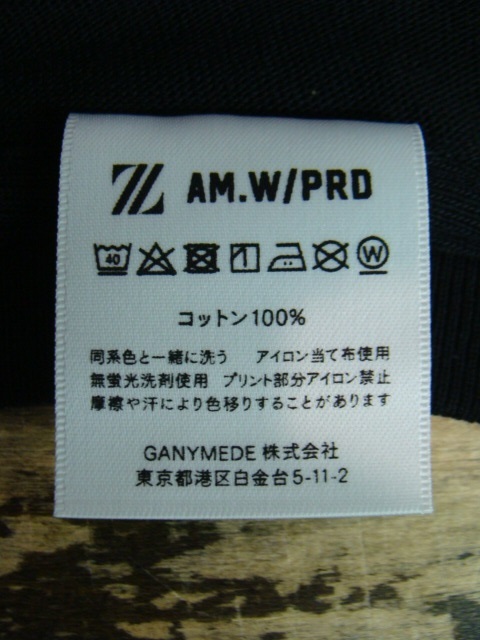 AM.W/PRD
40
W
コットン100%
同系色と一緒に洗う　アイロン当て布使用
無蛍光洗剤使用　プリント部分アイロン禁止
摩擦や汗により色移りすることがあります
GANYMEDE 株式会社
東京都港区白金台5-11-2